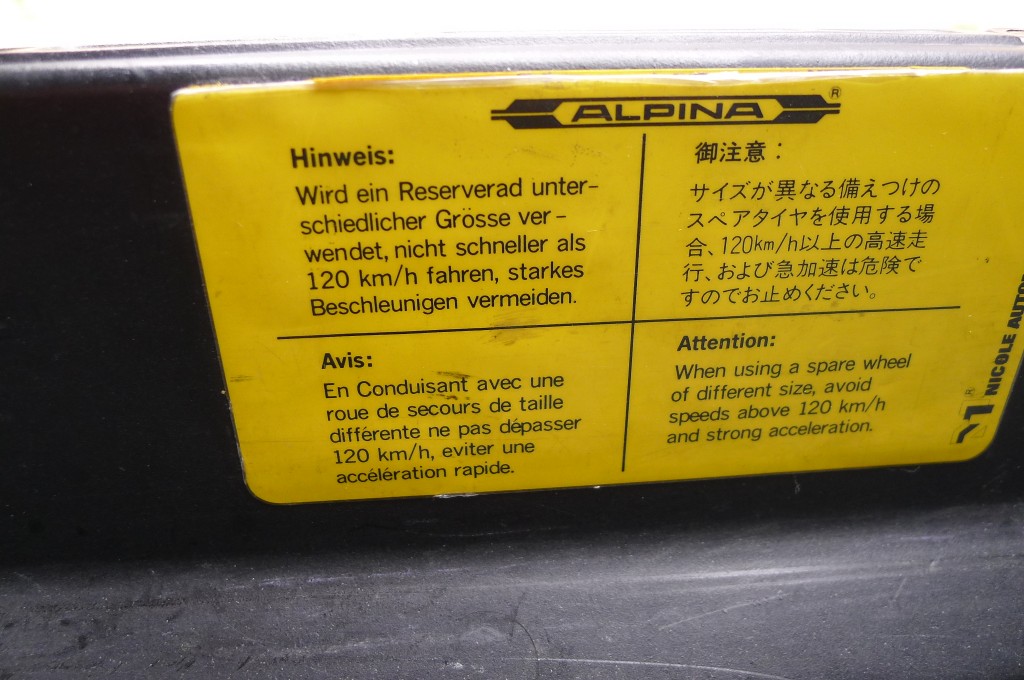 ALPINA®
Hinweis:
Wird ein Reserverad unter-
schiedlicher Grösse ver-
wendet, nicht schneller als
120 km/h fahren, starkes
Beschleunigen vermeiden.
御注意：
サイズが異なる備えつけの
スペアタイヤを使用する場
合、120km/h以上の高速走
行、および急加速は危険で
すのでお止めください。
Avis:
En Conduisant avec une
roue de secours de taille
différente ne pas dépasser
120 km/h, eviter une
accélération rapide.
Attention:
When using a spare wheel
of different size, avoid
speeds above 120 km/h
and strong acceleration.
® NICOLE